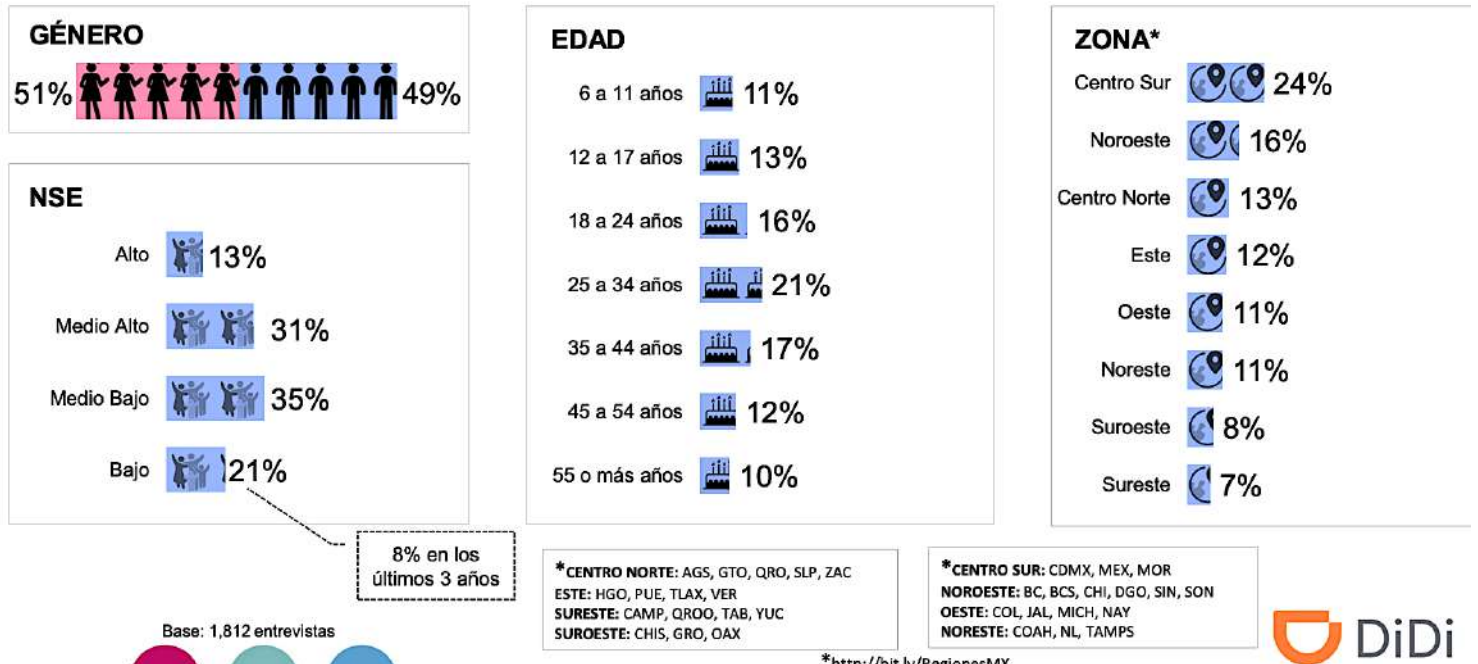 GÉNERO
51% 49%
NSE
Alto 13%
Medio Alto 31%
Medio Bajo 35%
Bajo 21%
8% en los
últimos 3 años
Base: 1,812 entrevistas
EDAD
6 a 11 años 11%
12 a 17 años 13%
18 a 24 años 16%
25 a 34 años 21%
35 a 44 años 17%
45 a 54 años 12%
55 o más años 10%
ZONA*
Centro Sur 24%
Noroeste 16%
Centro Norte 13%
Este 12%
Oeste 11%
Noreste 11%
Suroeste 8%
Sureste 7%
*CENTRO NORTE: AGS, GTO, QRO, SLP, ZAC
ESTE: HGO, PUE, TLAX, VER
SURESTE: CAMP, QROO, TAB, YUC
SUROESTE: CHIS, GRO, OAX
*CENTRO SUR: CDMX, MEX, MOR
NOROESTE: BC, BCS, CHI, DGO, SIN, SON
OESTE: COL, JAL, MICH, NAY
NORESTE: COAH, NL, TAMPS
*http://bit.ly/RegionesMX
DiDi